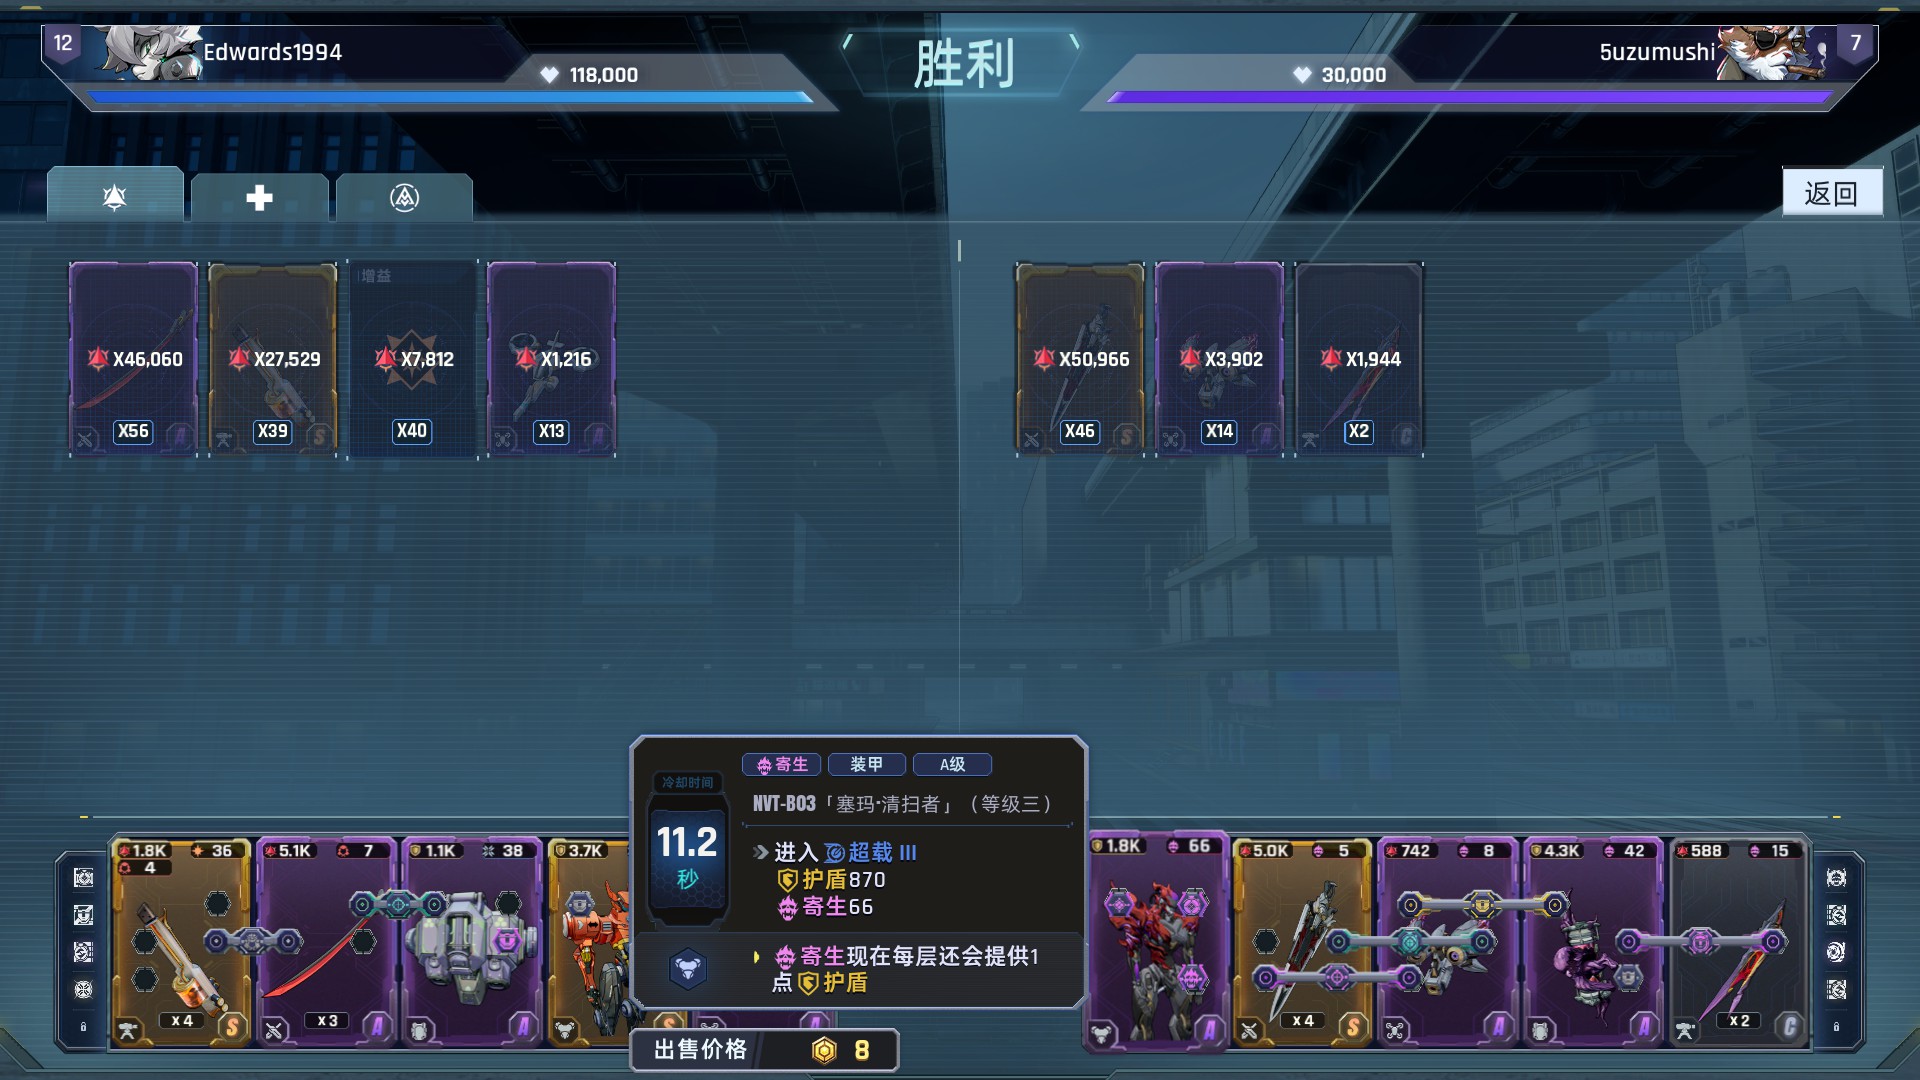 12
Edwards1994
118,000
胜利
30,000
5uzumushi
7
返回
增益
X46,060
X27,529
X7,812
X1,216
X50,966
X3,902
X1,944
X56
A
X39
S
X40
X13
A
X46
S
X14
A
X2
C
冷却时间
11.2
秒
寄生
装甲
A级
NVT-B03「塞玛·清扫者」（等级三）
进入超载 III
护盾870
寄生66
寄生现在每层还会提供1
点护盾
出售价格
8
1.8K
36
4
x 4
S
5.1K
7
x 3
A
1.1K
38
A
3.7K
S
A
1.8K
66
A
5.0K
5
x 4
S
742
8
A
4.3K
42
A
588
15
x 2
C